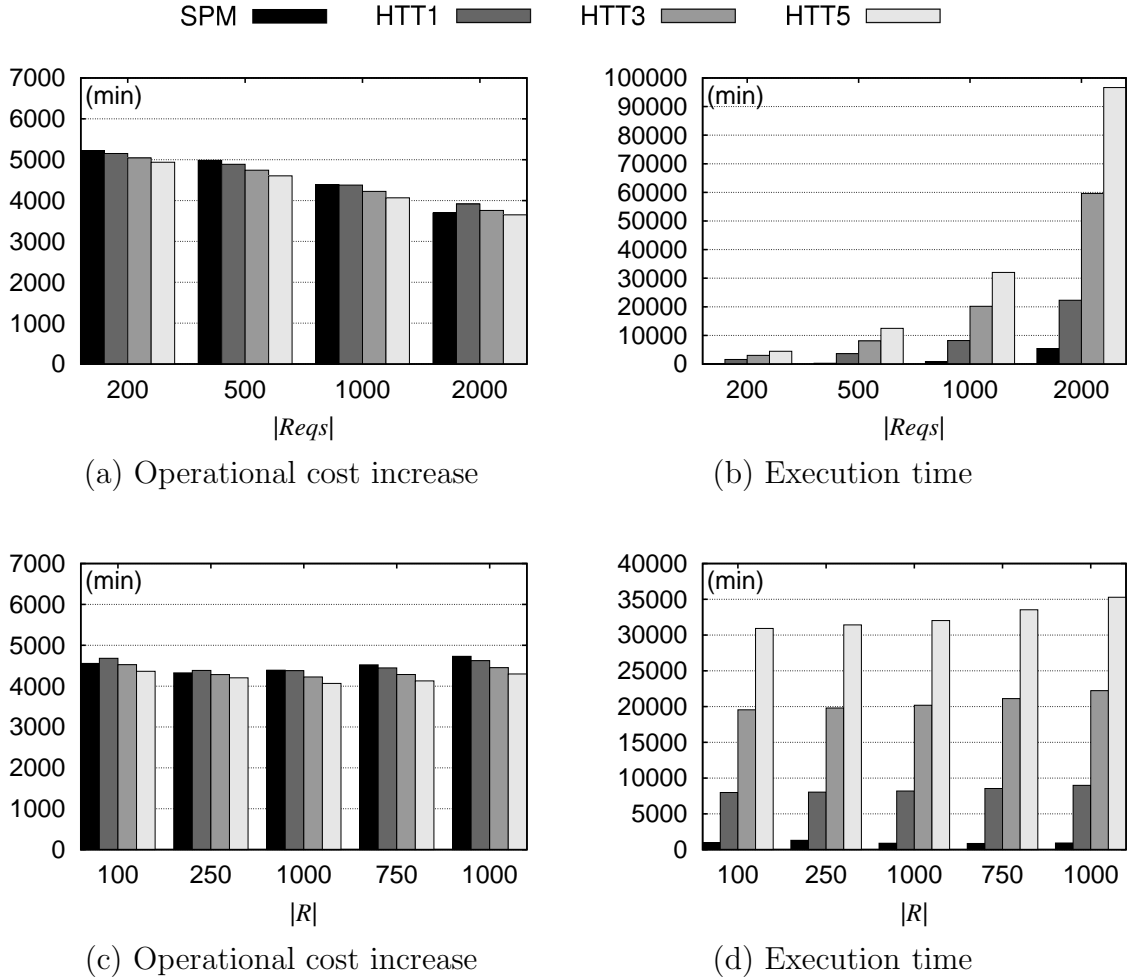 SPM HTT1 HTT3 HTT5
7000
6000
5000
4000
3000
2000
1000
0
(min)
200 500 1000 2000
|Reqs|
(a) Operational cost increase
100000
90000
80000
70000
60000
50000
40000
30000
20000
10000
0
(min)
200 500 1000 2000
|Reqs|
(b) Execution time
7000
6000
5000
4000
3000
2000
1000
0
(min)
100 250 1000 750 1000
|R|
(c) Operational cost increase
40000
35000
30000
25000
20000
15000
10000
5000
0
(min)
100 250 1000 750 1000
|R|
(d) Execution time